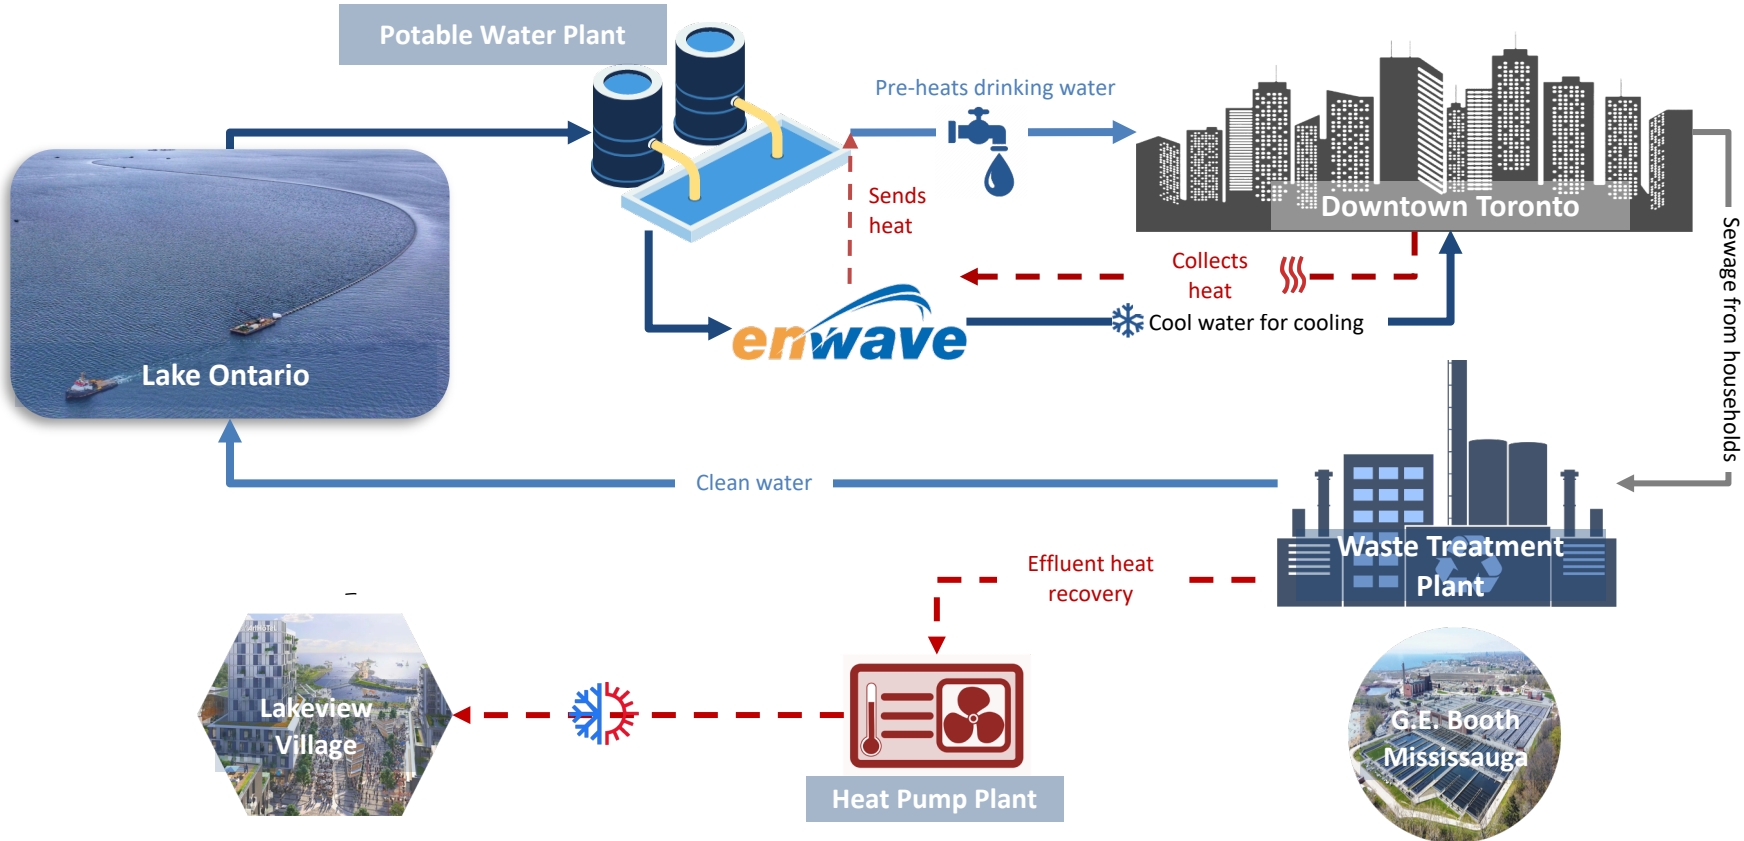 Potable Water Plant
Pre-heats drinking water
Sends
heat
Downtown Toronto
Collects
heat
enwave
Cool water for cooling
Sewage from households
Lake Ontario
Clean water
Waste Treatment
Plant
Effluent heat
recovery
Lakeview
Village
G.E. Booth
Mississauga
Heat Pump Plant